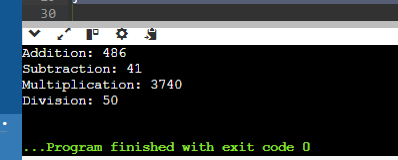 30
Addition: 486
Subtraction: 41
Multiplication: 3740
Division: 50
...Program finished with exit code 0